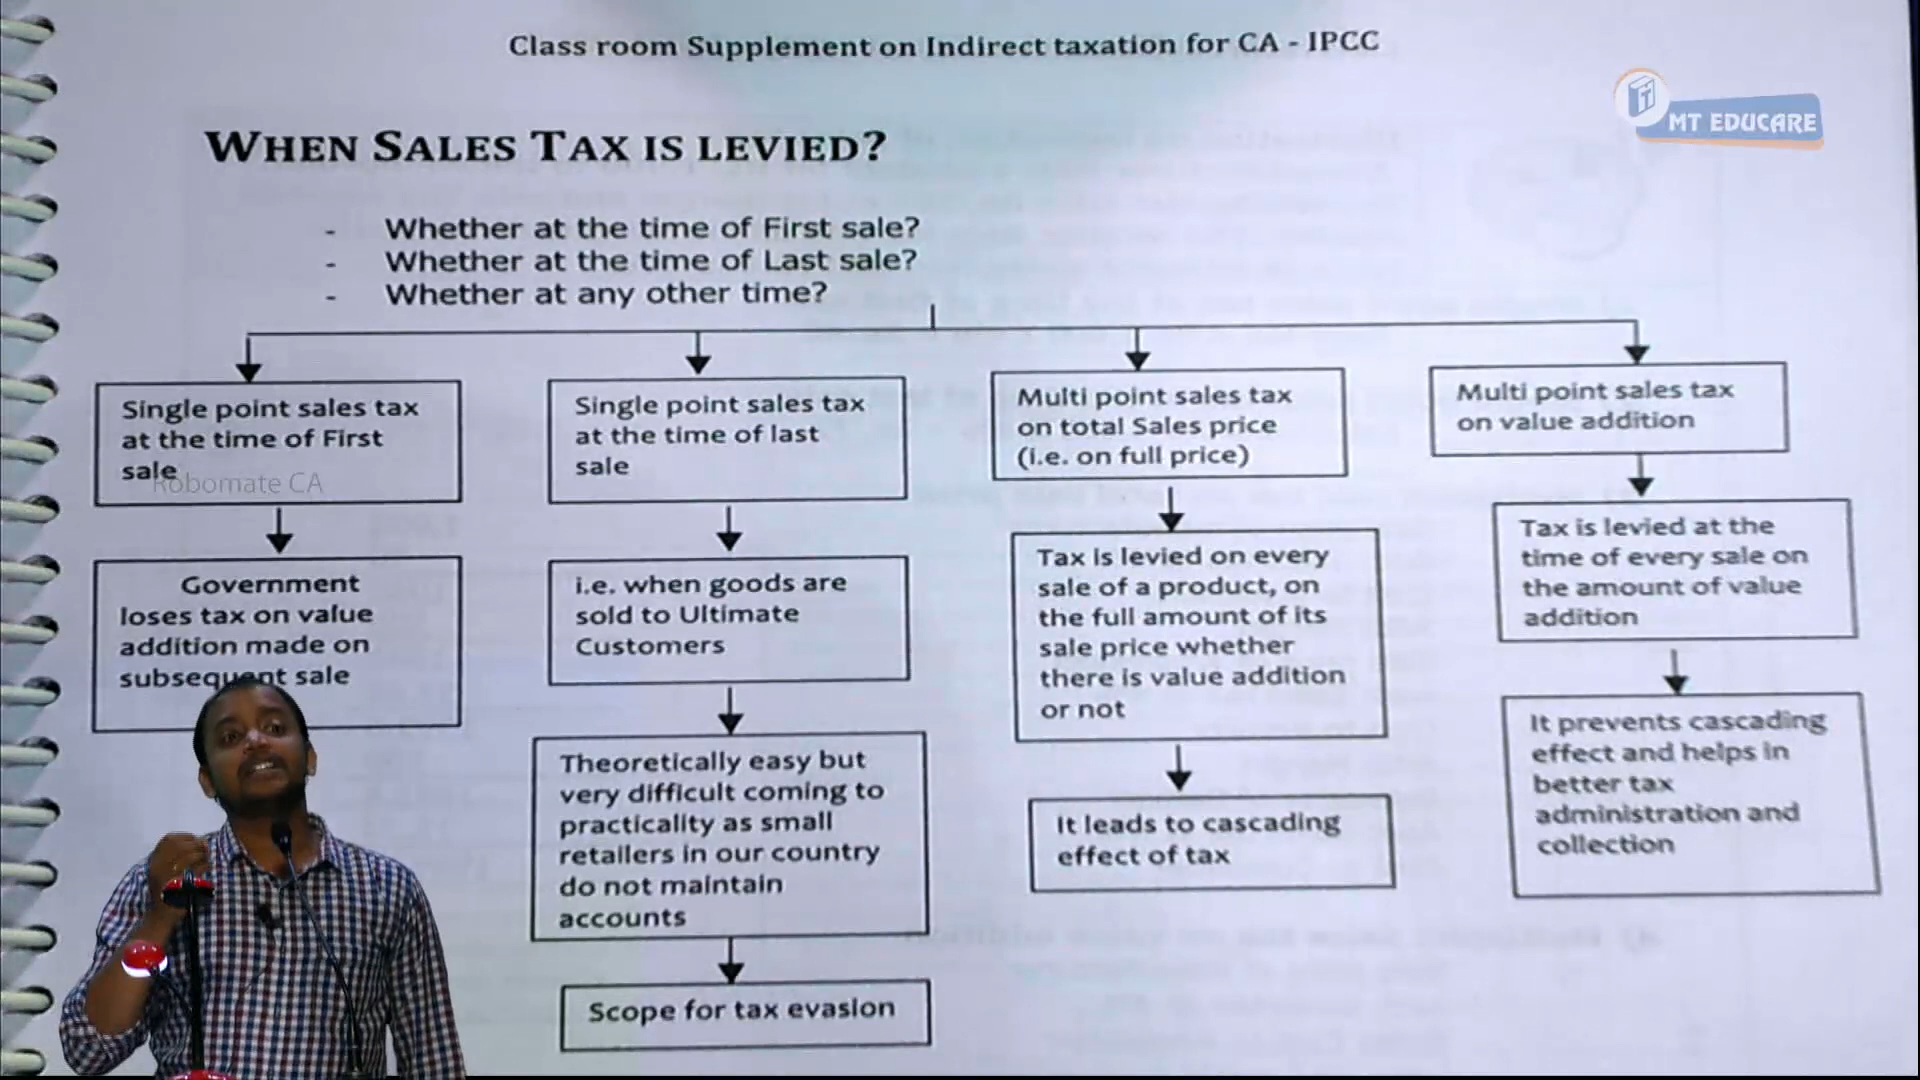 Class room Supplement on Indirect taxation for CA - IPCC
MT EDUCARE
WHEN SALES TAX IS LEVIED?
- Whether at the time of First sale?
- Whether at the time of Last sale?
- Whether at any other time?
Single point sales tax
at the time of First
sale
Robomate CA
Government
loses tax on value
addition made on
subsequent sale
Single point sales tax
at the time of last
sale
i.e. when goods are
sold to Ultimate
Customers
Theoretically easy but
very difficult coming to
practicality as small
retailers in our country
do not maintain
accounts
Scope for tax evasion
Multi point sales tax
on total Sales price
(i.e. on full price)
Tax is levied on every
sale of a product, on
the full amount of its
sale price whether
there is value addition
or not
It leads to cascading
effect of tax
Multi point sales tax
on value addition
Tax is levied at the
time of every sale on
the amount of value
addition
It prevents cascading
effect and helps in
better tax
administration and
collection